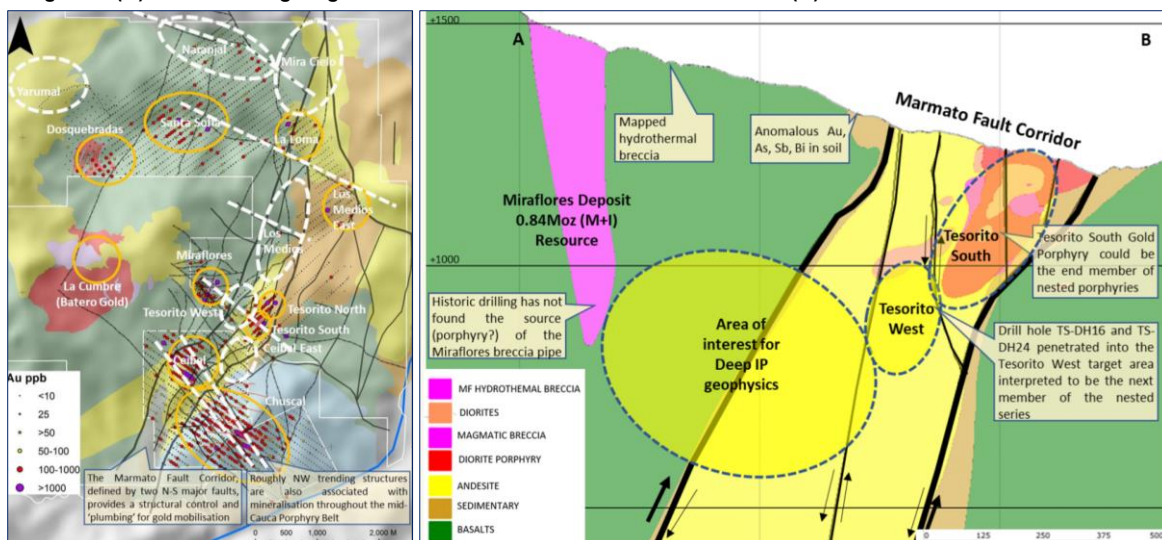 Naranjal
Mira Cielo
Yarumal
Santa Sofia
Dosquebradas
La Loma
Los
Medios
East
Los
Medios
Miraflores
La Cumbre
(Batero Gold)
Tesorito North
Tesorito West
Tesorito South
Ceibal East
Ceibal
Chuscal
Au ppb
<10
25
>50
50-100
100-1000
>1000
The Marmato Fault Corridor,
defined by two N-S major faults,
provides a structural control and
'plumbing' for gold mobilisation
Roughly NW trending structures
are also associated with
mineralisation throughout the mid-
Cauca Porphyry Belt
0 500 1,000 2,000 M
+1500
A
B
Marmato Fault Corridor
Mapped
hydrothermal
breccia
Anomalous Au,
As, Sb, Bi in soil
Miraflores Deposit
0.84Moz (M+I)
Resource
+1000
Tesorito
South
Tesorito South Gold
Porphyry could be
the end member of
nested porphyries
Historic drilling has not
found the source
(porphyry?) of the
Miraflores breccia pipe
Area of
interest for
Deep IP
geophysics
Tesorito
West
Drill hole TS-DH16 and TS-
DH24 penetrated into the
Tesorito West target area
interpreted to be the next
member of the nested
series
MF HYDROTHEMAL BRECCIA
DIORITES
MAGMATIC BRECCIA
DIORITE PORPHYRY
ANDESITE
SEDIMENTARY
BASALTS
0 125 250 375 500